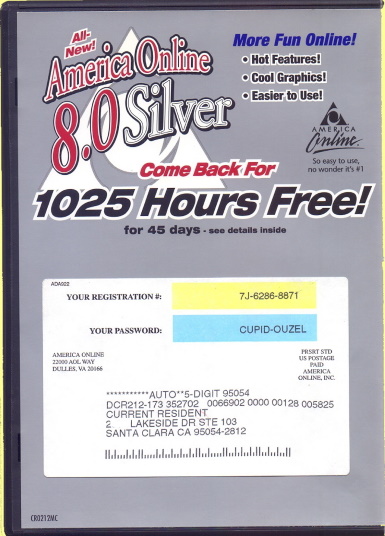 All-
New!
America Online
8.0 Silver
More Fun Online!
• Hot Features!
• Cool Graphics!
• Easier to Use!
AMERICA
Online
So easy to use,
no wonder it's #1
Come Back For
1025 Hours Free!
for 45 days - see details inside
ADA922
YOUR REGISTRATION #: 7J-6286-8871
YOUR PASSWORD: CUPID-OUZEL
AMERICA ONLINE
22000 AOL WAY
DULLES, VA 20166
PRSRT STD
US POSTAGE
PAID
AMERICA
ONLINE, INC.
***********AUTO**5-DIGIT 95054
DCR212-173 352702 0066902 0000 00128 005825
CURRENT RESIDENT
2 LAKESIDE DR STE 103
SANTA CLARA CA 95054-2812
CR0212MC